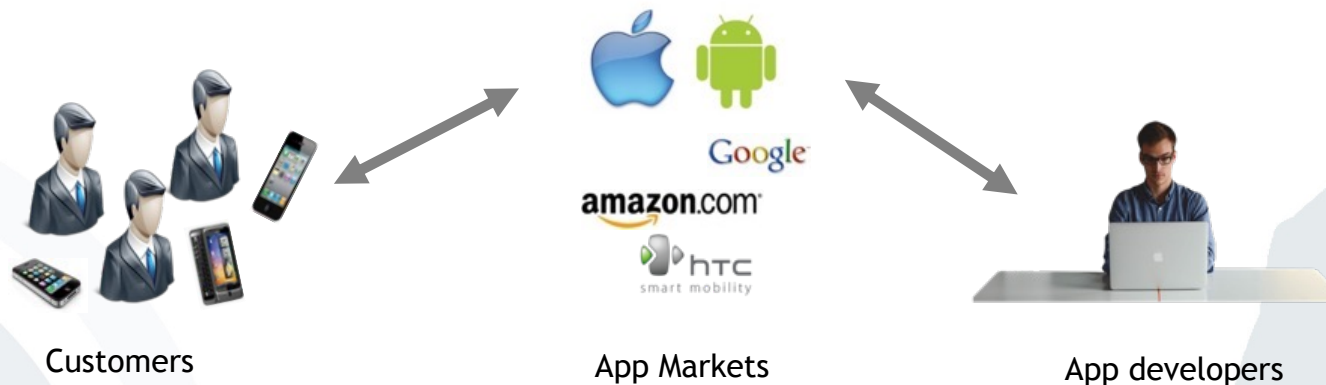 Google
amazon.com
htc
smart mobility
Customers
App Markets
App developers